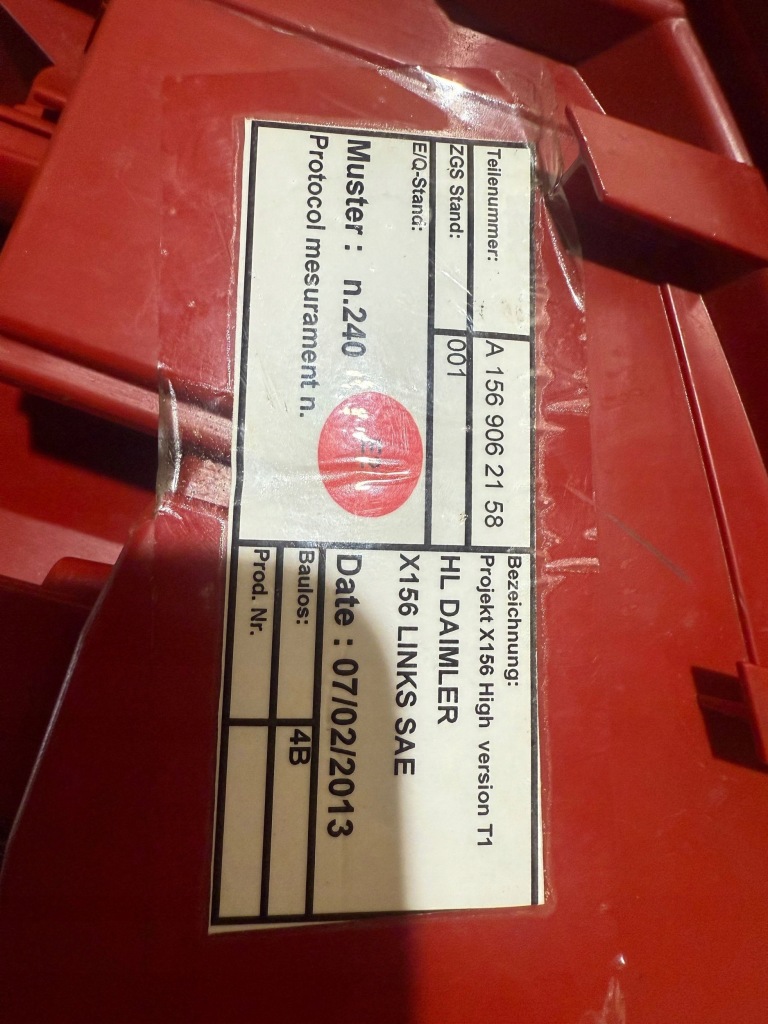 Teilenummer: A 156 906 21 58
ZGS Stand: 001
E/Q-Stand:
Muster : n.240
Protocol mesurament n.
Bezeichnung:
Projekt X156 High version T1
HL DAIMLER
X156 LINKS SAE
Date : 07/02/2013
Baulos: 4B
Prod. Nr.